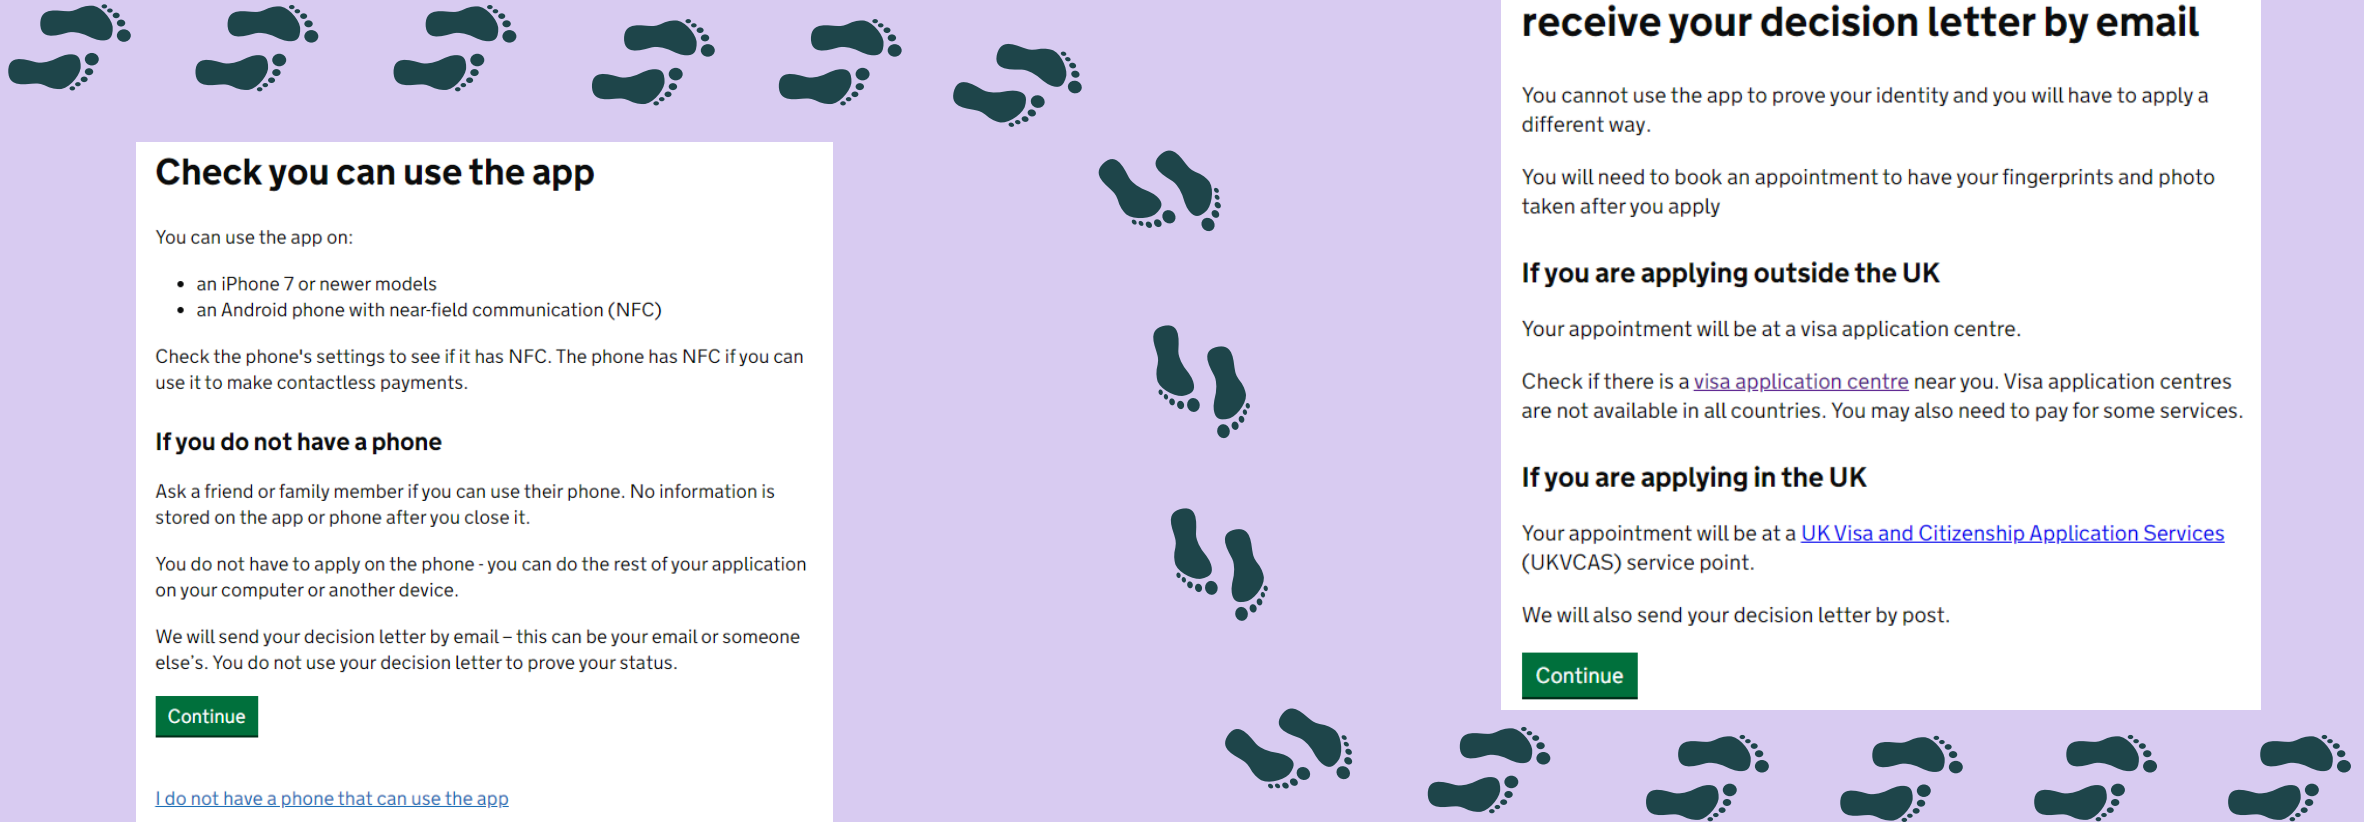 Check you can use the app
You can use the app on:
• an iPhone 7 or newer models
• an Android phone with near-field communication (NFC)
Check the phone's settings to see if it has NFC. The phone has NFC if you can
use it to make contactless payments.
If you do not have a phone
Ask a friend or family member if you can use their phone. No information is
stored on the app or phone after you close it.
You do not have to apply on the phone - you can do the rest of your application
on your computer or another device.
We will send your decision letter by email – this can be your email or someone
else's. You do not use your decision letter to prove your status.
Continue
I do not have a phone that can use the app
receive your decision letter by email
You cannot use the app to prove your identity and you will have to apply a
different way.
You will need to book an appointment to have your fingerprints and photo
taken after you apply
If you are applying outside the UK
Your appointment will be at a visa application centre.
Check if there is a visa application centre near you. Visa application centres
are not available in all countries. You may also need to pay for some services.
If you are applying in the UK
Your appointment will be at a UK Visa and Citizenship Application Services
(UKVCAS) service point.
We will also send your decision letter by post.
Continue